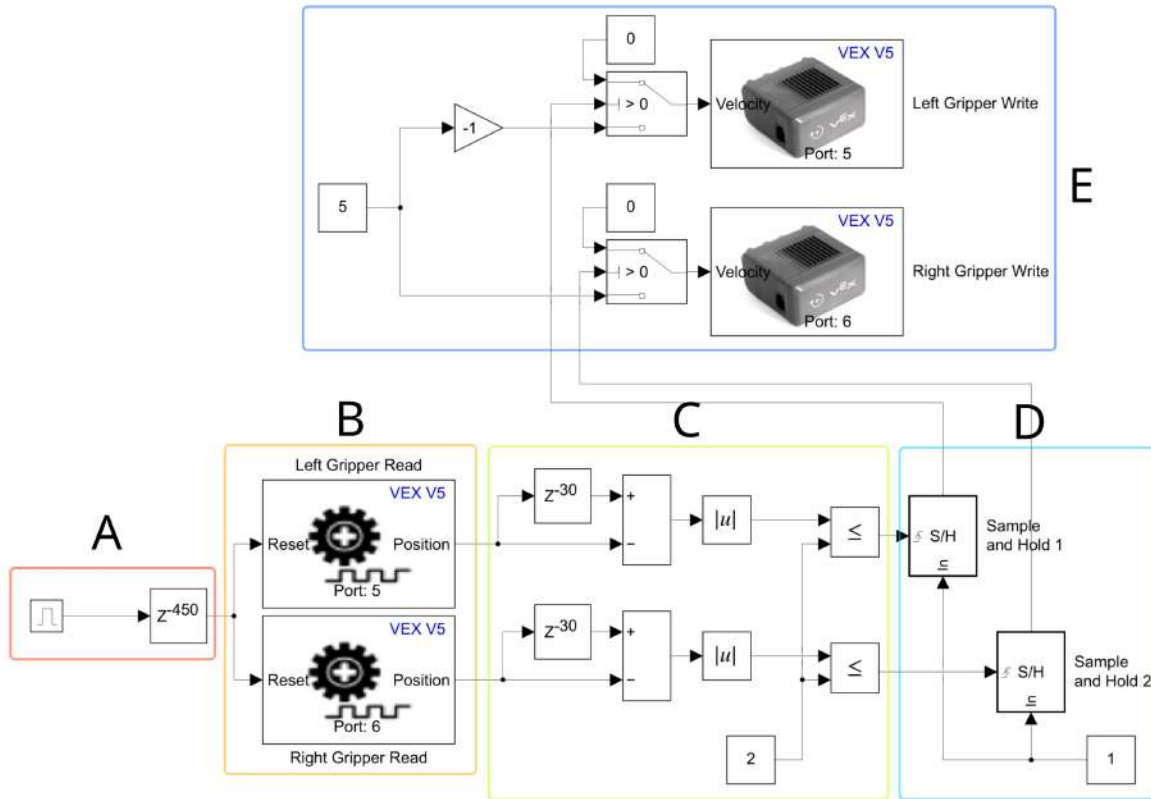 0
VEX V5
Velocity
> 0
vex
Port: 5
Left Gripper Write
-1
5
E
0
VEX V5
Velocity
> 0
vex
Port: 6
Right Gripper Write
A
Z-450
B
Left Gripper Read
VEX V5
Reset
Position
Port: 5
VEX V5
Reset
Position
Port: 6
Right Gripper Read
C
Z-30
+
−
|u|
≤
Z-30
+
−
|u|
≤
2
D
S/H
Sample
and Hold 1
S/H
Sample
and Hold 2
1